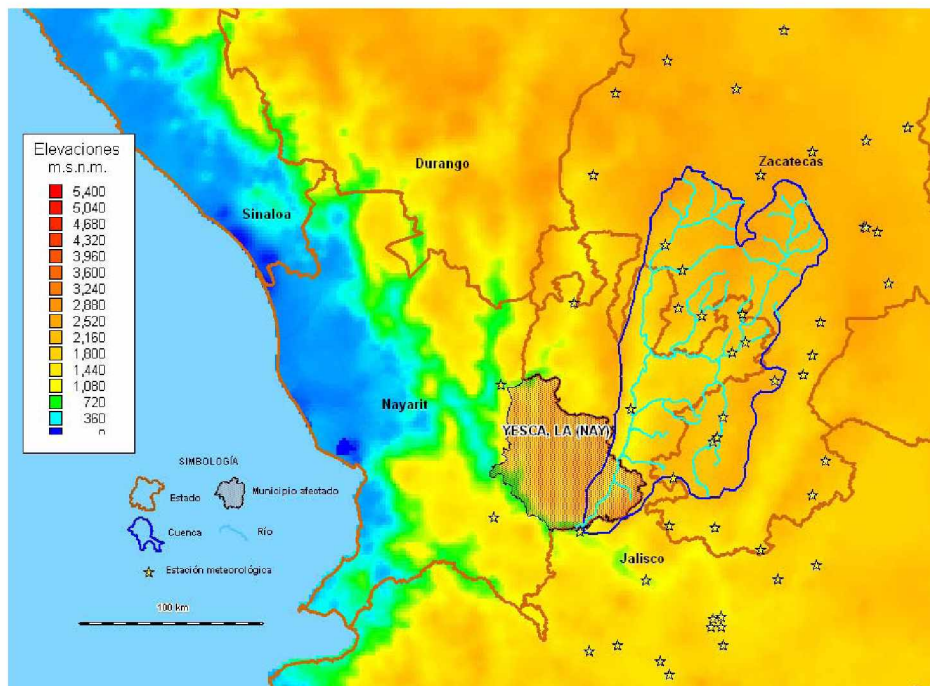 Zacatecas
Durango
Elevaciones
m.s.n.m.
5,400
5,040
4,680
4,320
3,960
3,600
3,240
2,880
2,520
2,160
1,800
1,440
1,080
720
360
0
Sinaloa
Nayarit
YESCA, LA (NAY)
SIMBOLOGÍA
Estado
Municipio afectado
Cuenca
Río
Estación meteorológica
100 km
Jalisco